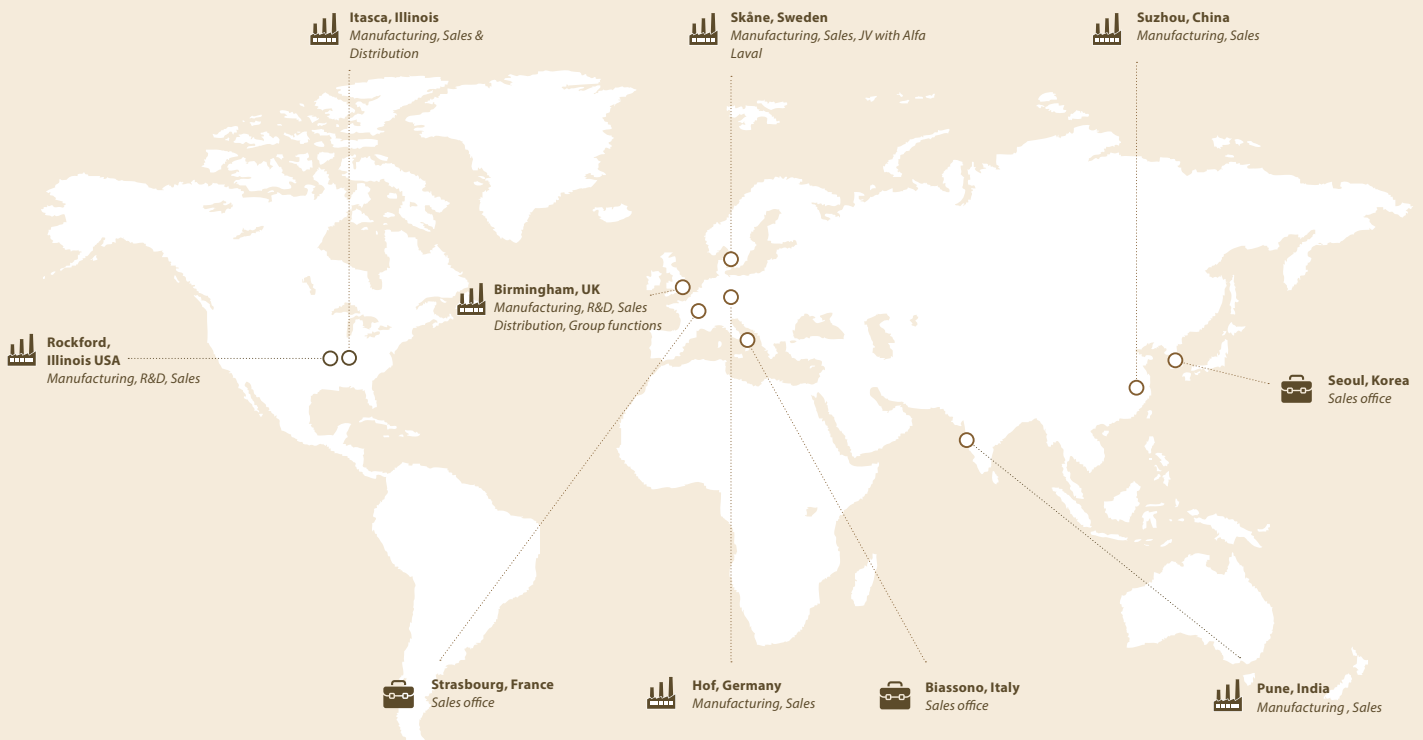 Itasca, Illinois
Manufacturing, Sales &
Distribution
Skåne, Sweden
Manufacturing, Sales, JV with Alfa
Laval
Suzhou, China
Manufacturing, Sales
Birmingham, UK
Manufacturing, R&D, Sales
Distribution, Group functions
Rockford,
Illinois USA
Manufacturing, R&D, Sales
Seoul, Korea
Sales office
Strasbourg, France
Sales office
Hof, Germany
Manufacturing, Sales
Biassono, Italy
Sales office
Pune, India
Manufacturing , Sales